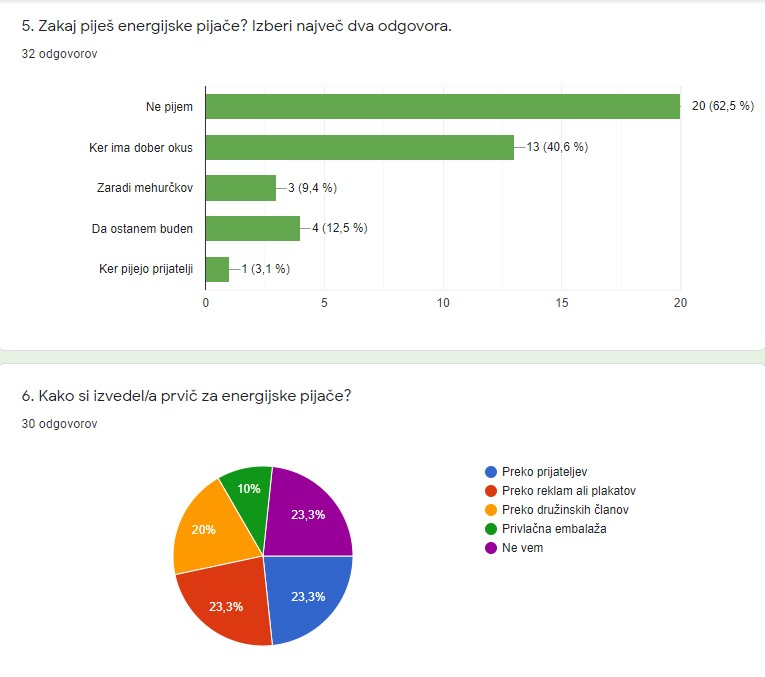 5. Zakaj piješ energijske pijače? Izberi največ dva odgovora.
32 odgovorov
Ne pijem
20 (62,5 %)
Ker ima dober okus
13 (40,6 %)
Zaradi mehurčkov
3 (9,4 %)
Da ostanem buden
4 (12,5 %)
Ker pijejo prijatelji
1 (3,1 %)
0 5 10 15 20
6. Kako si izvedel/a prvič za energijske pijače?
30 odgovorov
10%
23,3%
20%
23,3%
23,3%
Preko prijateljev
Preko reklam ali plakatov
Preko družinskih članov
Privlačna embalaža
Ne vem